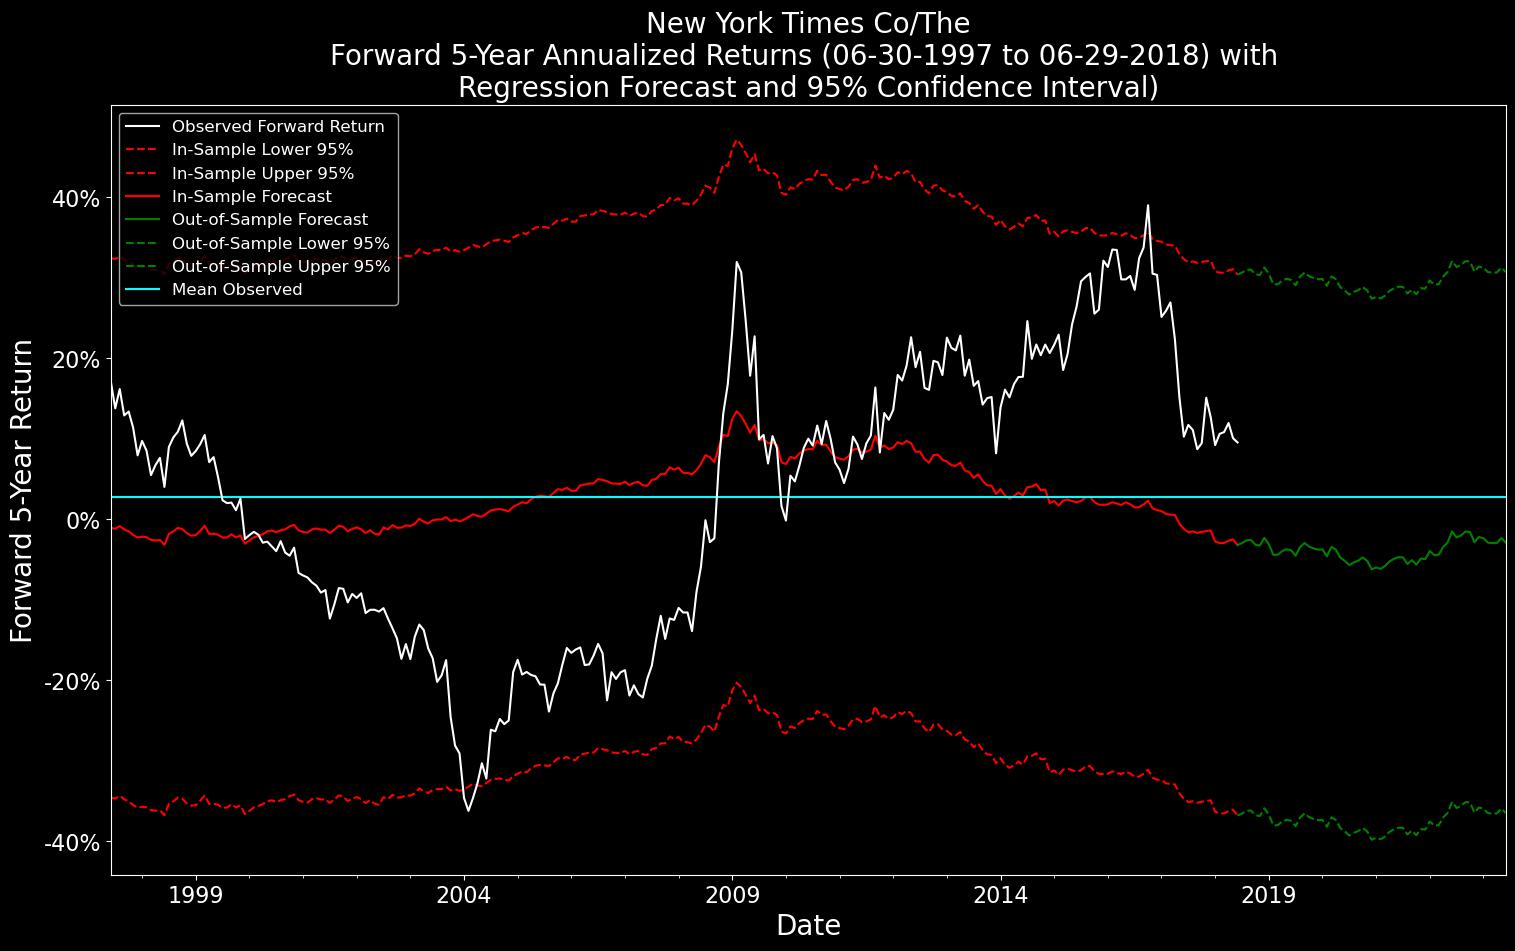 New York Times Co/The
Forward 5-Year Annualized Returns (06-30-1997 to 06-29-2018) with
Regression Forecast and 95% Confidence Interval)
Observed Forward Return
In-Sample Lower 95%
In-Sample Upper 95%
In-Sample Forecast
Out-of-Sample Forecast
Out-of-Sample Lower 95%
Out-of-Sample Upper 95%
Mean Observed
Forward 5-Year Return
40%
20%
0%
-20%
-40%
1999
2004
2009
2014
2019
Date